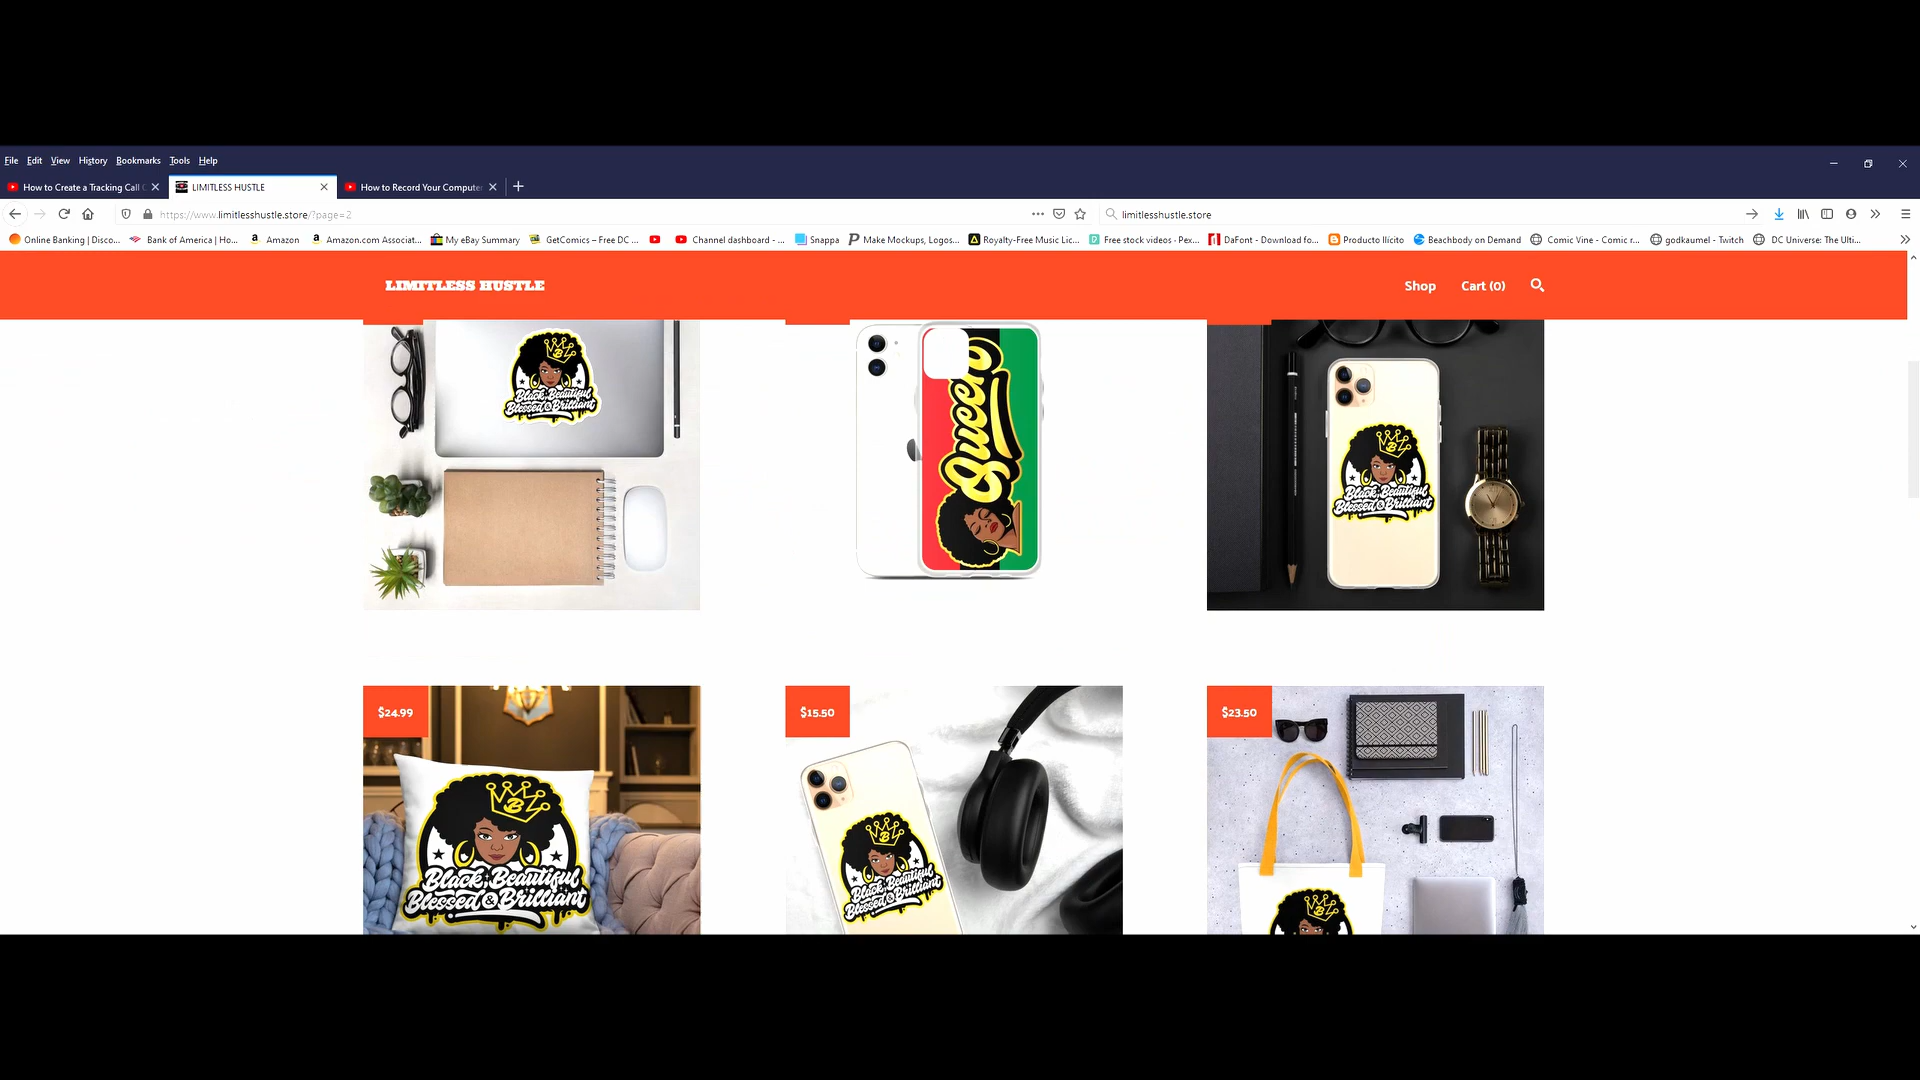 File Edit View History Bookmarks Tools Help
How to Create a Tracking Call
LIMITLESS HUSTLE
How to Record Your Computer
https://www.limitlesshustle.store/?page=2
limitlesshustle.store
Online Banking | Disco...
Bank of America | Ho...
Amazon
Amazon.com Associat...
My eBay Summary
GetComics – Free DC ...
Channel dashboard - ...
Snappa
Make Mockups, Logos...
Royalty-Free Music Lic...
Free stock videos - Pex...
DaFont - Download fo...
Producto Ilícito
Beachbody on Demand
Comic Vine - Comic r...
godkaumel - Twitch
DC Universe: The Ulti...
LIMITLESS HUSTLE
Shop
Cart (0)
B
Black, Beautiful
Blessed & Brilliant
Queen
B
Black, Beautiful
Blessed & Brilliant
$24.99
B
Black, Beautiful
Blessed & Brilliant
$15.50
B
Black, Beautiful
Blessed & Brilliant
$23.50
B